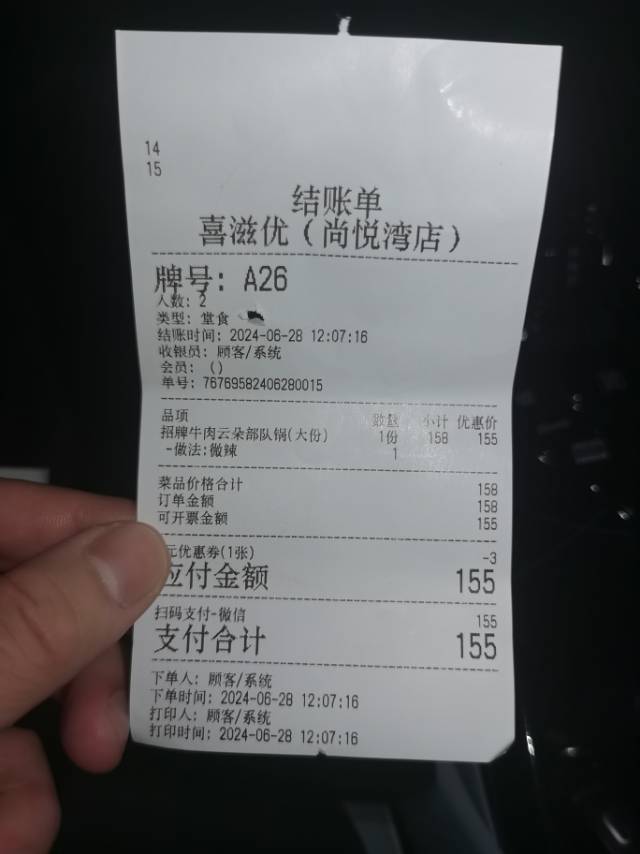 14
15
结账单
喜滋优（尚悦湾店）
牌号: A26
人数: 2
类型: 堂食
结账时间: 2024-06-28 12:07:16
收银员: 顾客/系统
会员: ()
单号: 76769582406280015
品项 数量 小计 优惠价
招牌牛肉云朵部队锅(大份) 1份 158 155
-做法:微辣 1
菜品价格合计 158
订单金额 158
可开票金额 155
元优惠券(1张) -3
应付金额 155
扫码支付-微信 155
支付合计 155
下单人: 顾客/系统
下单时间: 2024-06-28 12:07:16
打印人: 顾客/系统
打印时间: 2024-06-28 12:07:16